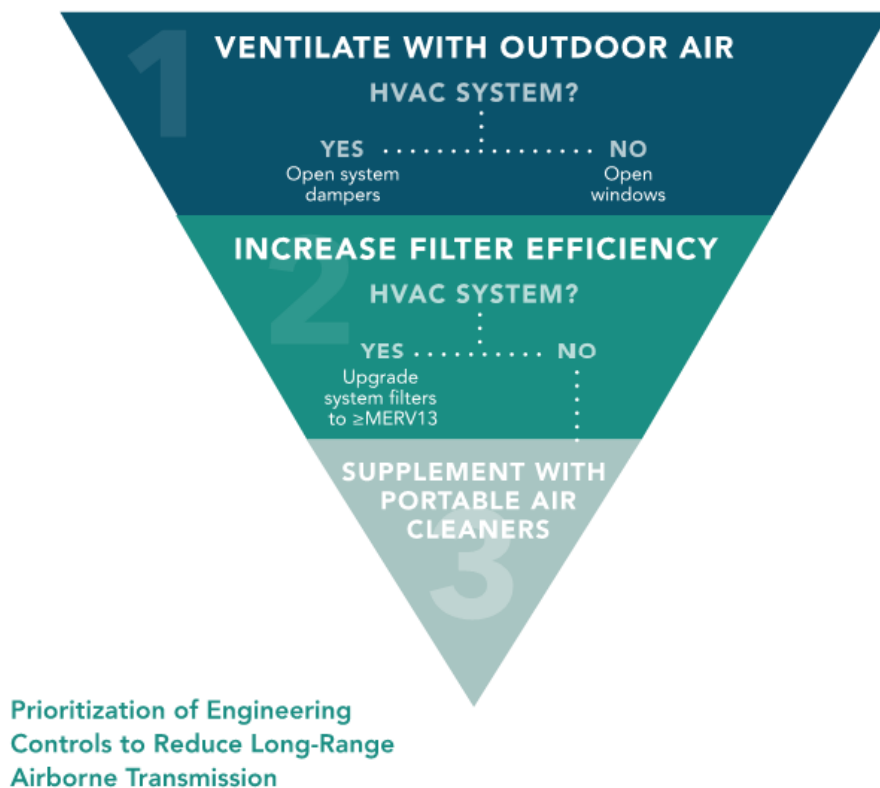 1
VENTILATE WITH OUTDOOR AIR
HVAC SYSTEM?
YES
NO
Open system
dampers
Open
windows
2
INCREASE FILTER EFFICIENCY
HVAC SYSTEM?
YES
NO
Upgrade
system filters
to ≥MERV13
SUPPLEMENT WITH
PORTABLE AIR
CLEANERS
3
Prioritization of Engineering
Controls to Reduce Long-Range
Airborne Transmission